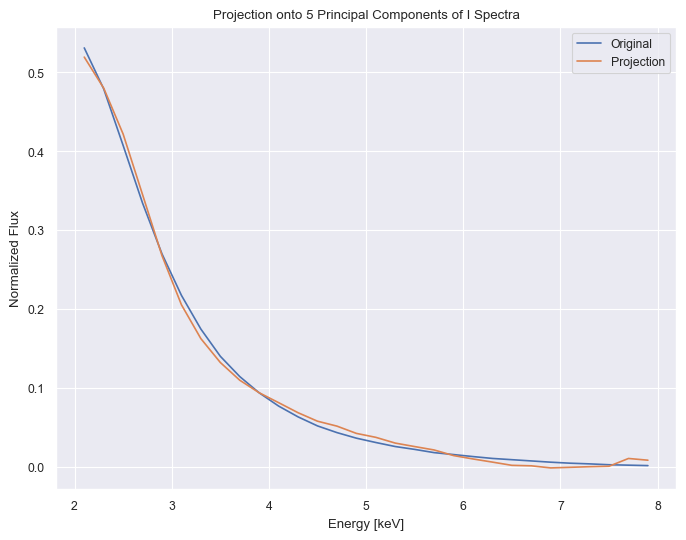 Projection onto 5 Principal Components of I Spectra
Original
Projection
0.5
0.4
0.3
0.2
0.1
0.0
Normalized Flux
2 3 4 5 6 7 8
Energy [keV]